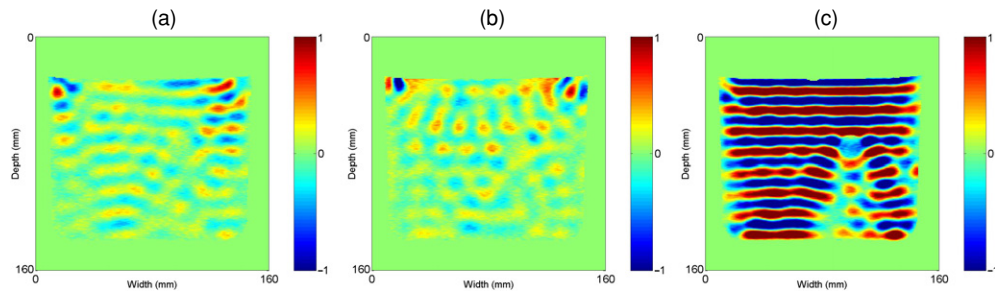 (a) (b) (c)
0 1 0 1 0 1
Depth (mm) 0 Depth (mm) 0 Depth (mm) 0
160 −1 160 −1 160 −1
0 160 0 160 0 160
Width (mm) Width (mm) Width (mm)